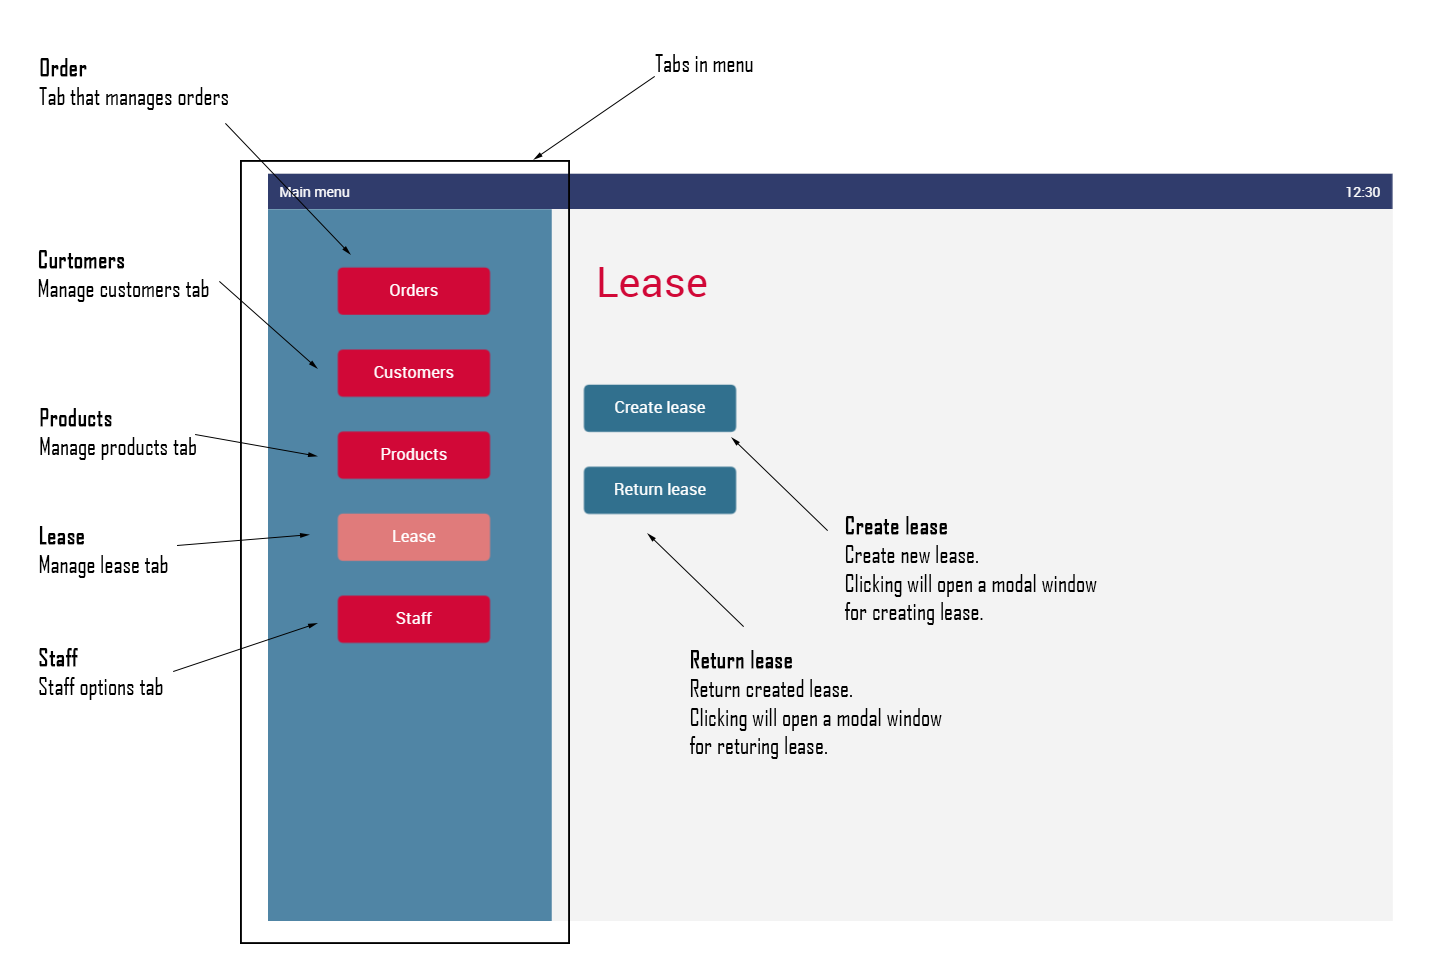 Order
Tab that manages orders
Tabs in menu
Main menu
12:30
Curtomers
Manage customers tab
Orders
Lease
Customers
Products
Manage products tab
Create lease
Products
Return lease
Lease
Manage lease tab
Lease
Create lease
Create new lease.
Clicking will open a modal window
for creating lease.
Staff
Staff
Staff options tab
Return lease
Return created lease.
Clicking will open a modal window
for returing lease.